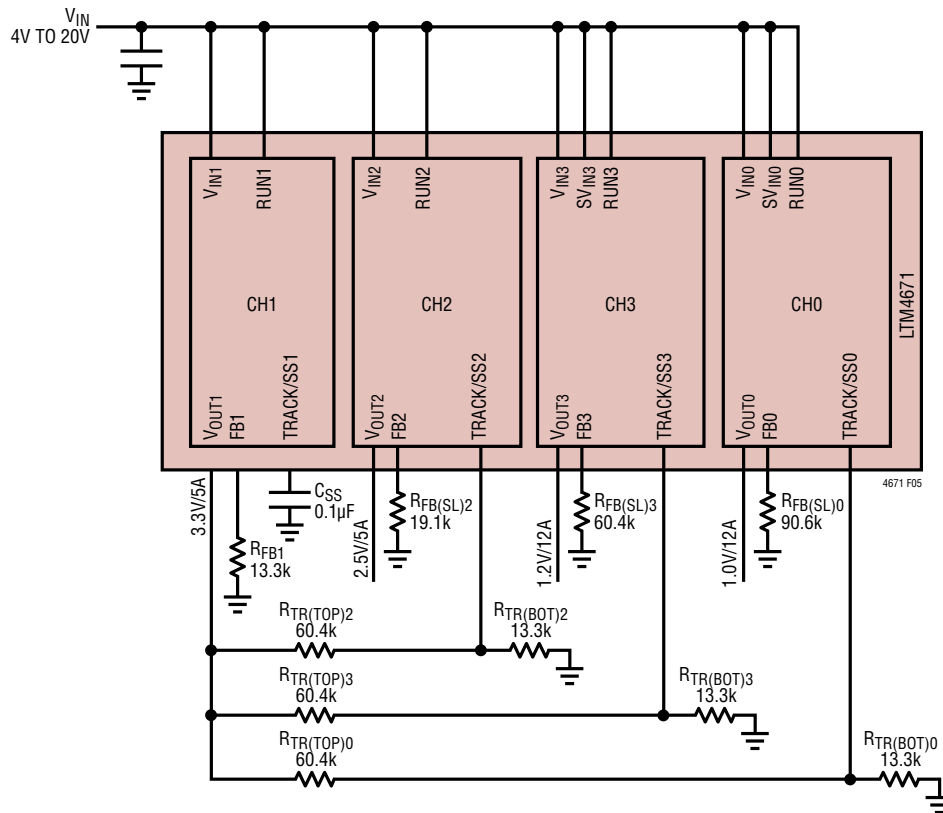 VIN
4V TO 20V
VIN1
RUN1
VIN2
RUN2
VIN3
SVIN3
RUN3
VIN0
SVIN0
RUN0
CH1
CH2
CH3
CH0
LTM4671
VOUT1
FB1
TRACK/SS1
VOUT2
FB2
TRACK/SS2
VOUT3
FB3
TRACK/SS3
VOUT0
FB0
TRACK/SS0
4671 F05
3.3V/5A
CSS
0.1µF
RFB1
13.3k
2.5V/5A
RFB(SL)2
19.1k
1.2V/12A
RFB(SL)3
60.4k
1.0V/12A
RFB(SL)0
90.6k
RTR(TOP)2
60.4k
RTR(BOT)2
13.3k
RTR(TOP)3
60.4k
RTR(BOT)3
13.3k
RTR(TOP)0
60.4k
RTR(BOT)0
13.3k